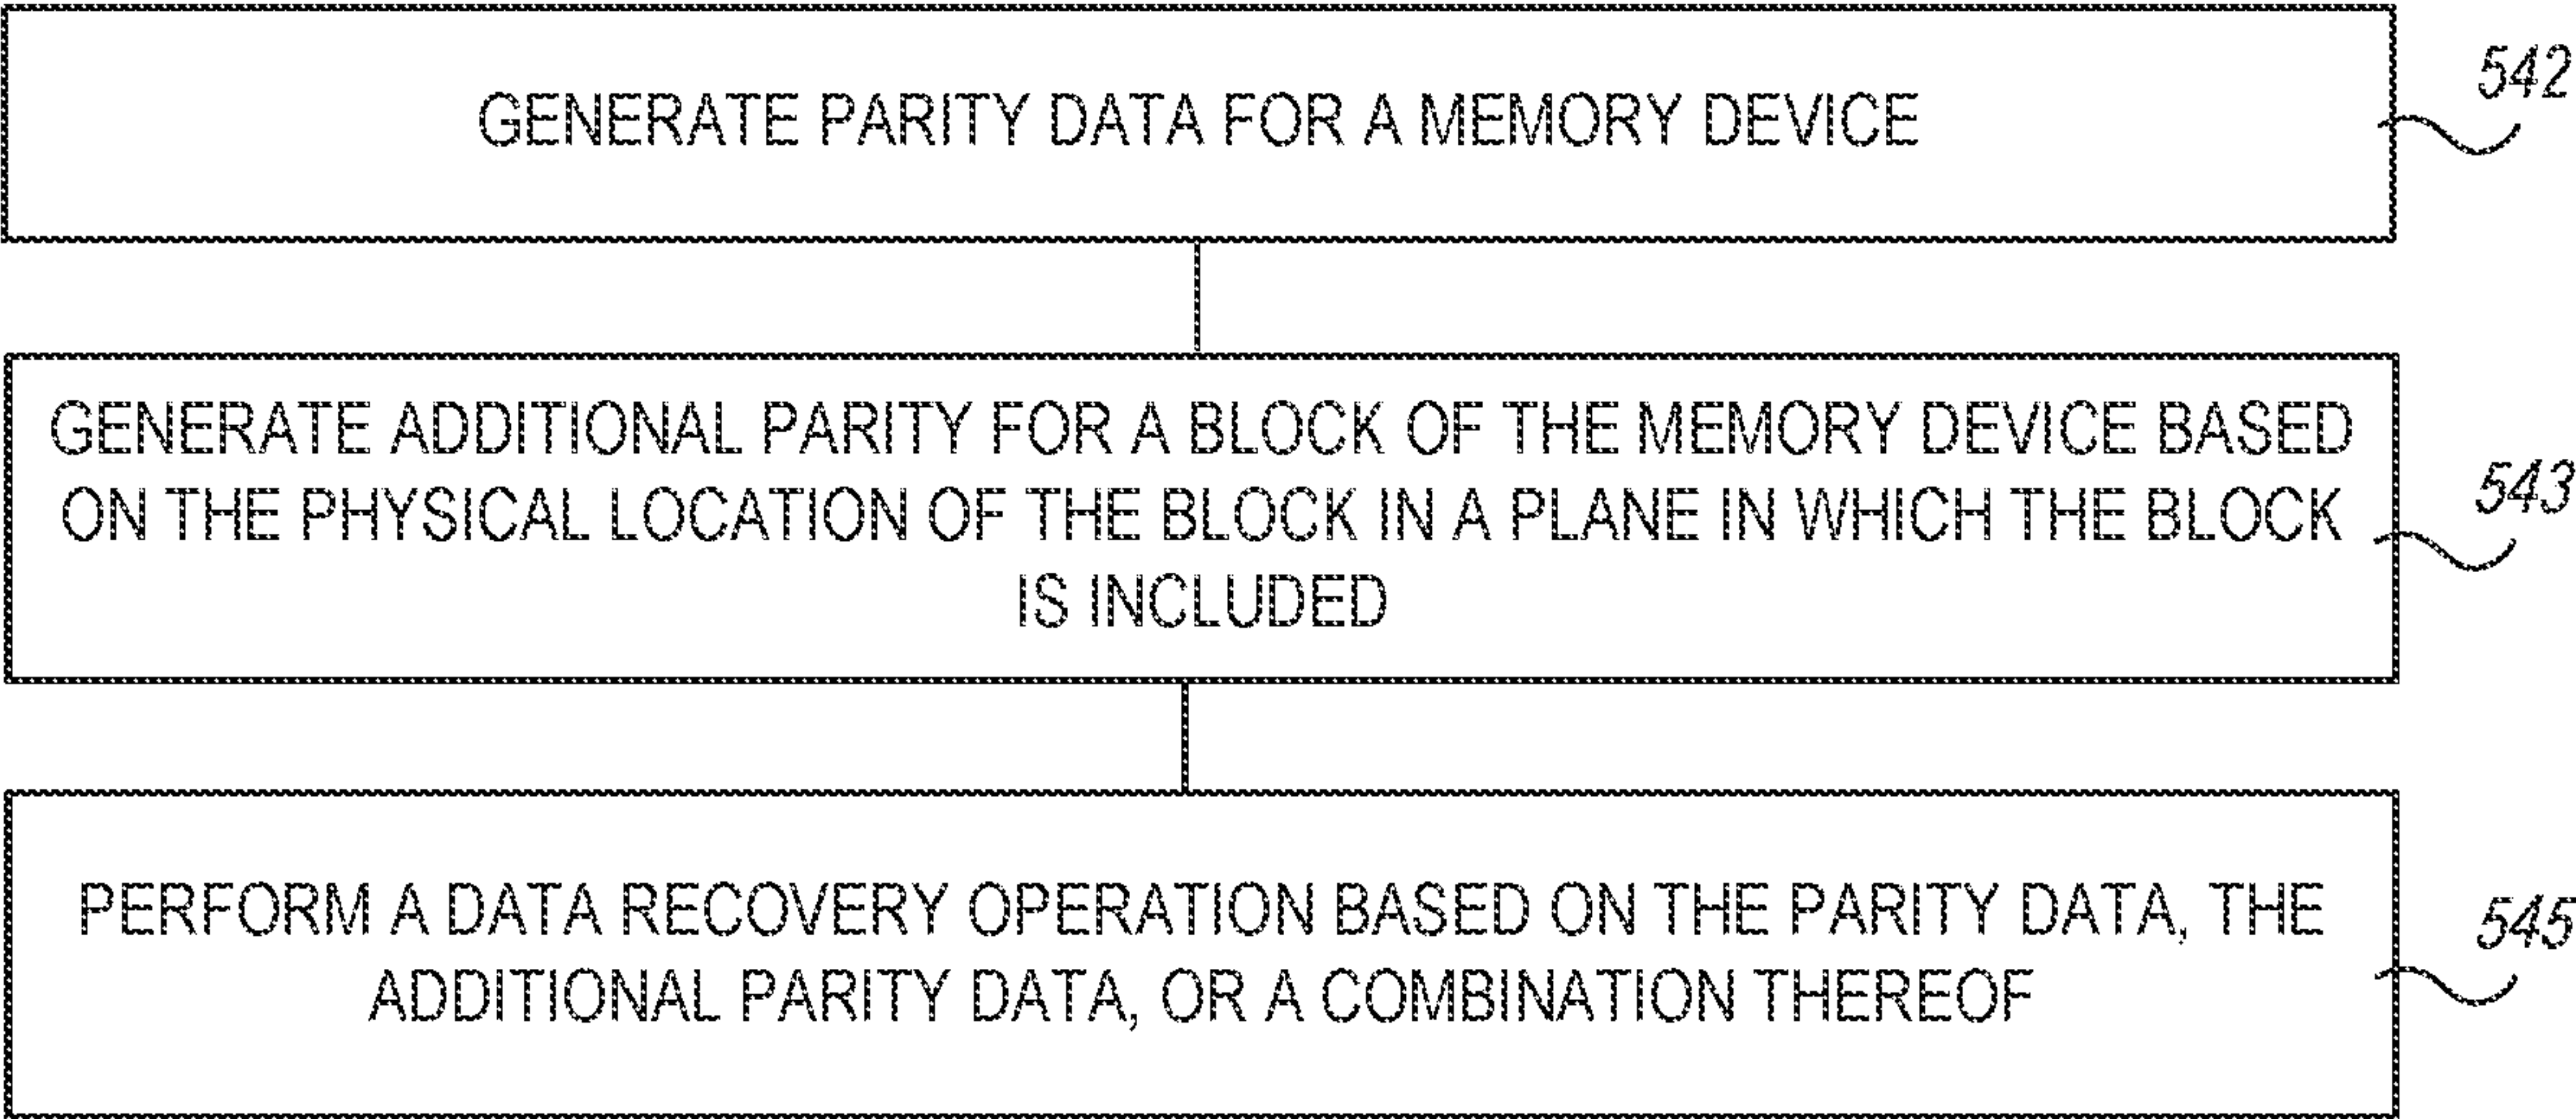 GENERATE PARITY DATA FOR A MEMORY DEVICE
542
GENERATE ADDITIONAL PARITY FOR A BLOCK OF THE MEMORY DEVICE BASED
ON THE PHYSICAL LOCATION OF THE BLOCK IN A PLANE IN WHICH THE BLOCK
IS INCLUDED
543
PERFORM A DATA RECOVERY OPERATION BASED ON THE PARITY DATA, THE
ADDITIONAL PARITY DATA, OR A COMBINATION THEREOF
545